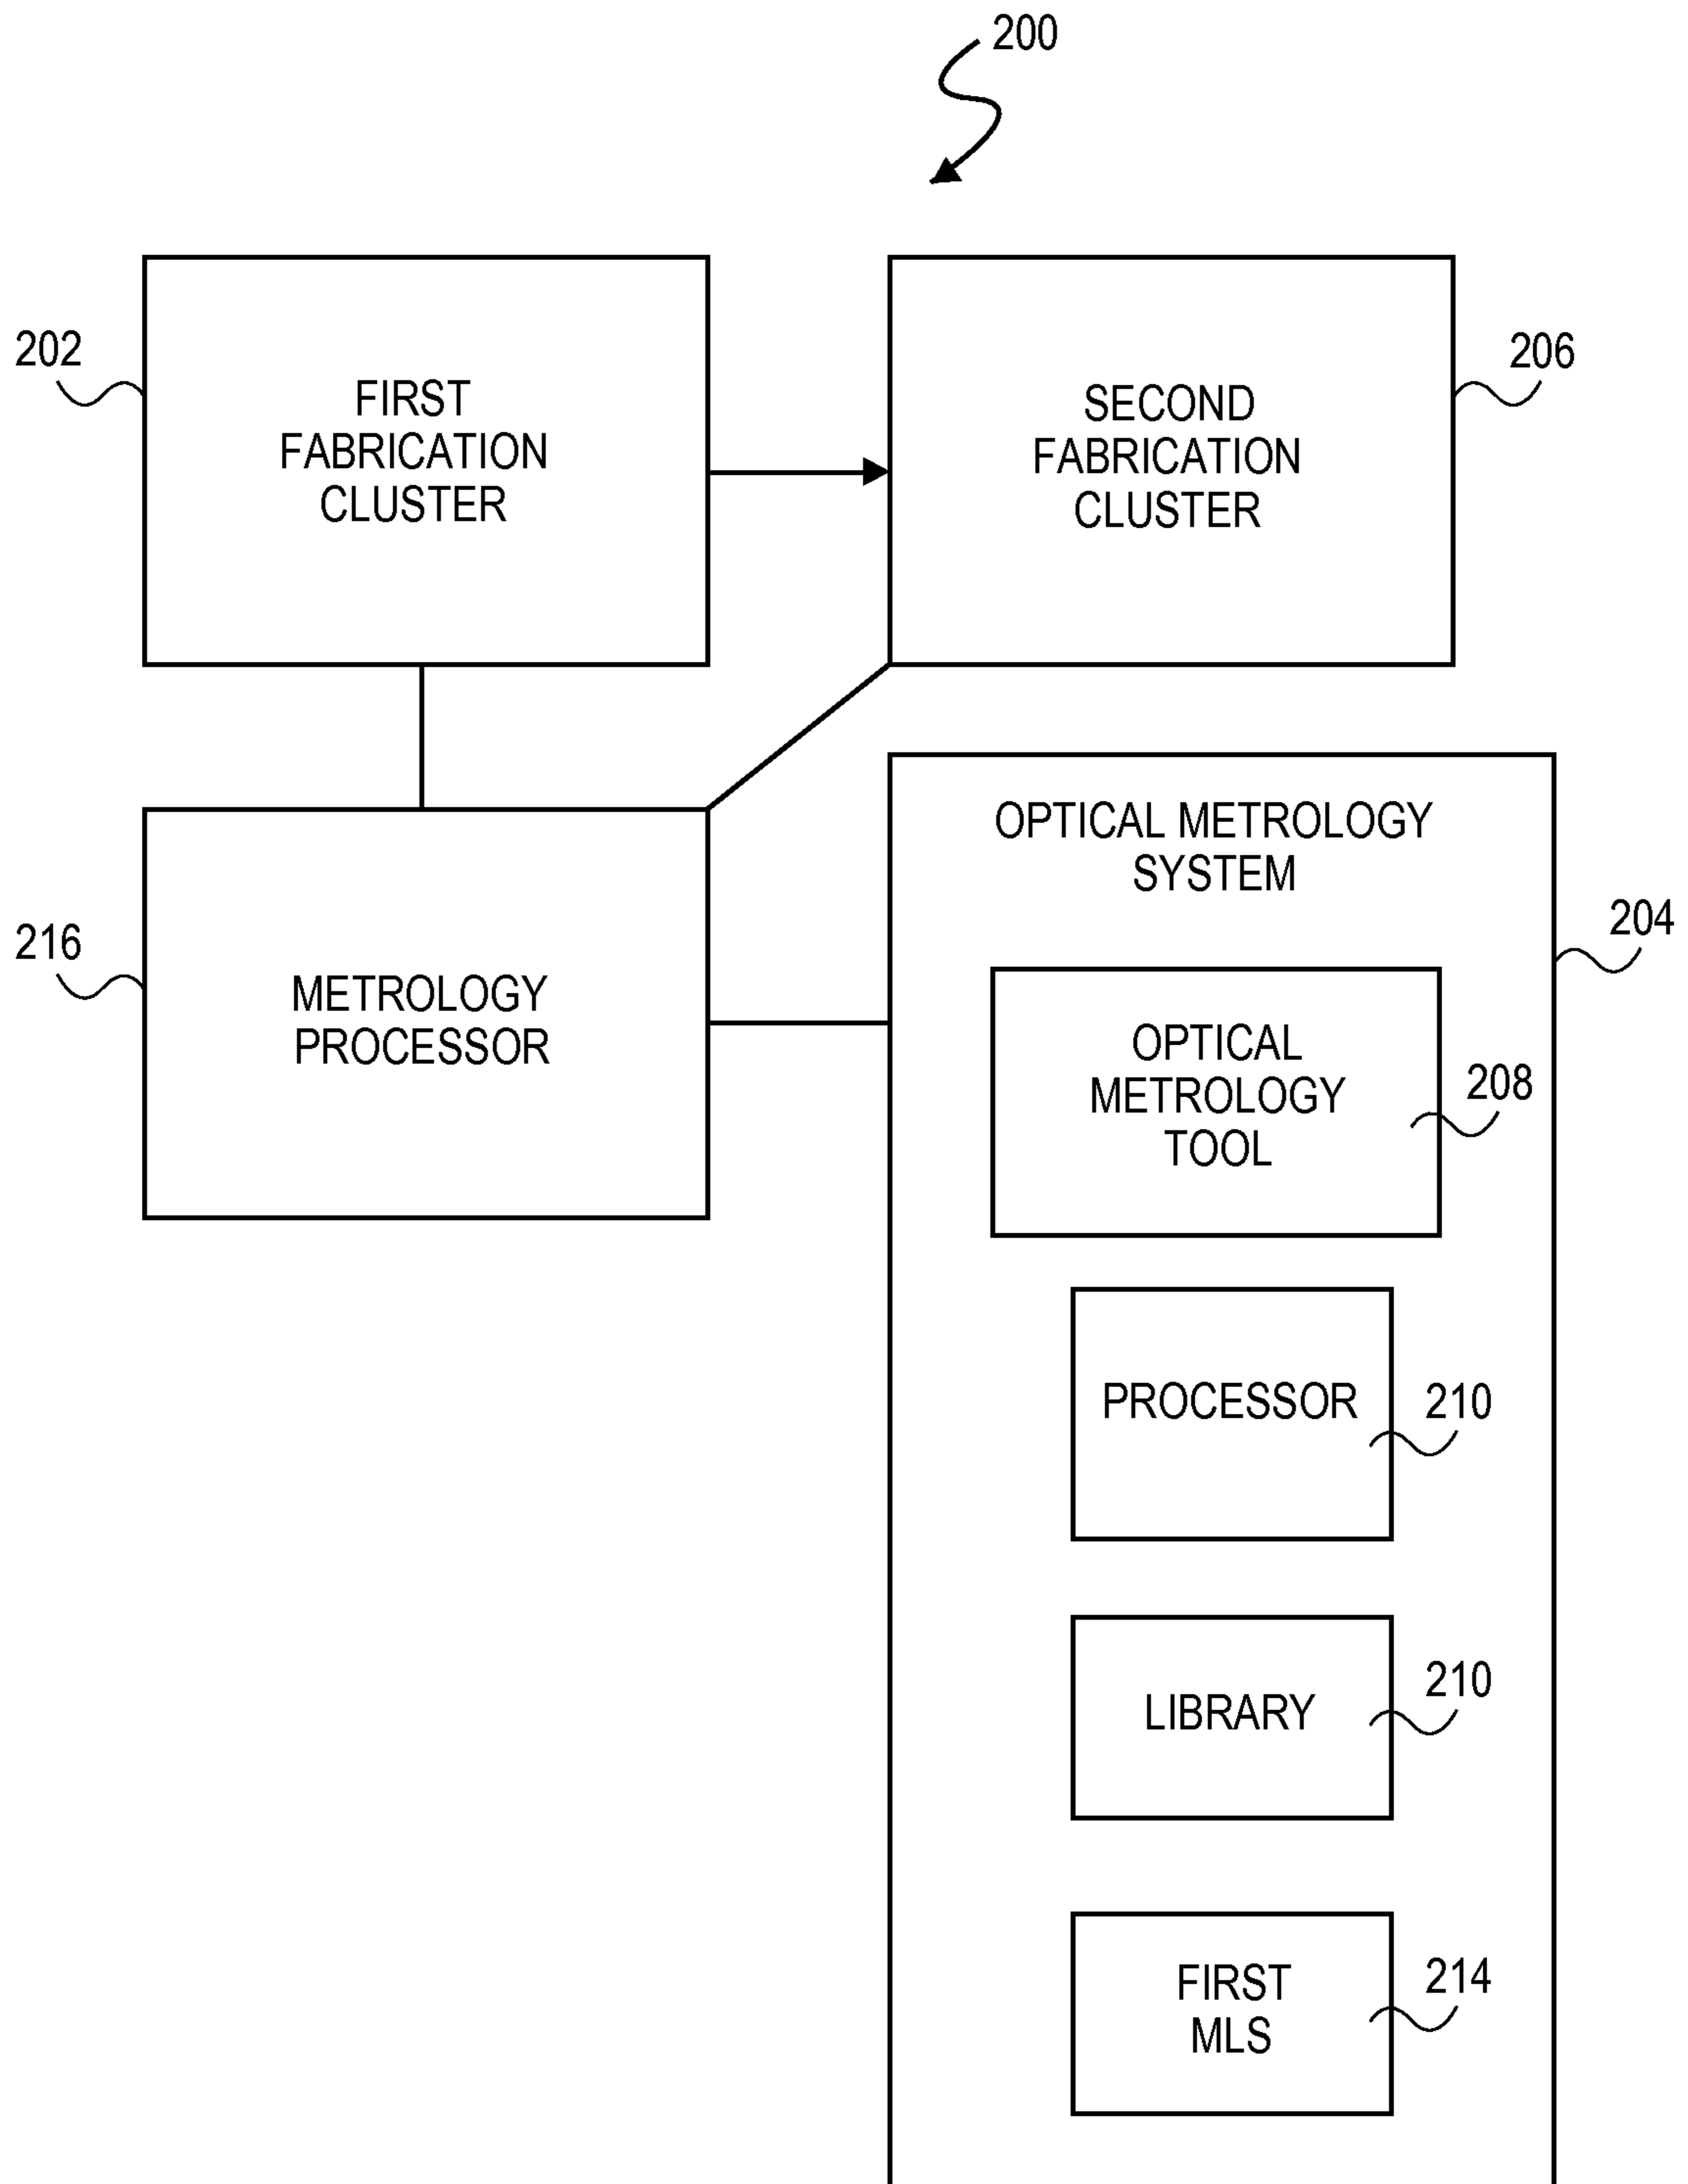 200
202
FIRST
FABRICATION
CLUSTER
SECOND
FABRICATION
CLUSTER
206
216
METROLOGY
PROCESSOR
OPTICAL METROLOGY
SYSTEM
204
OPTICAL
METROLOGY
TOOL
208
PROCESSOR
210
LIBRARY
210
FIRST
MLS
214